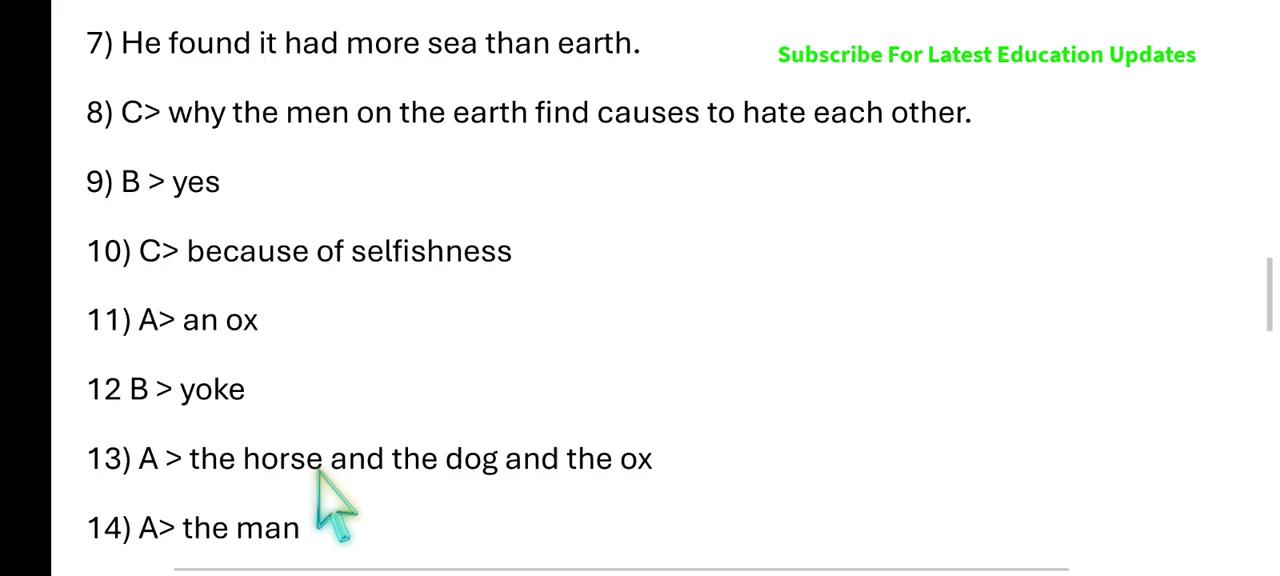 7) He found it had more sea than earth.
Subscribe For Latest Education Updates
8) C> why the men on the earth find causes to hate each other.
9) B > yes
10) C> because of selfishness
11) A> an ox
12 B > yoke
13) A > the horse and the dog and the ox
14) A> the man